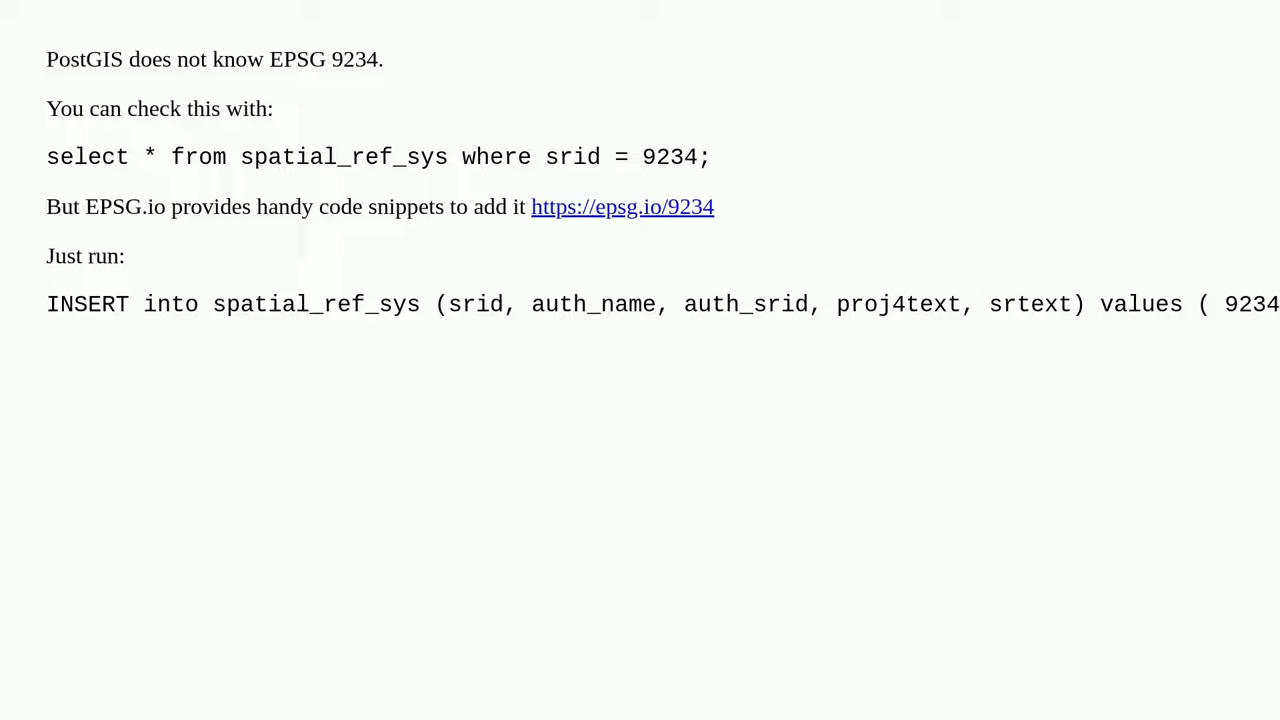 PostGIS does not know EPSG 9234.
You can check this with:
select * from spatial_ref_sys where srid = 9234;
But EPSG.io provides handy code snippets to add it https://epsg.io/9234
Just run:
INSERT into spatial_ref_sys (srid, auth_name, auth_srid, proj4text, srtext) values ( 9234